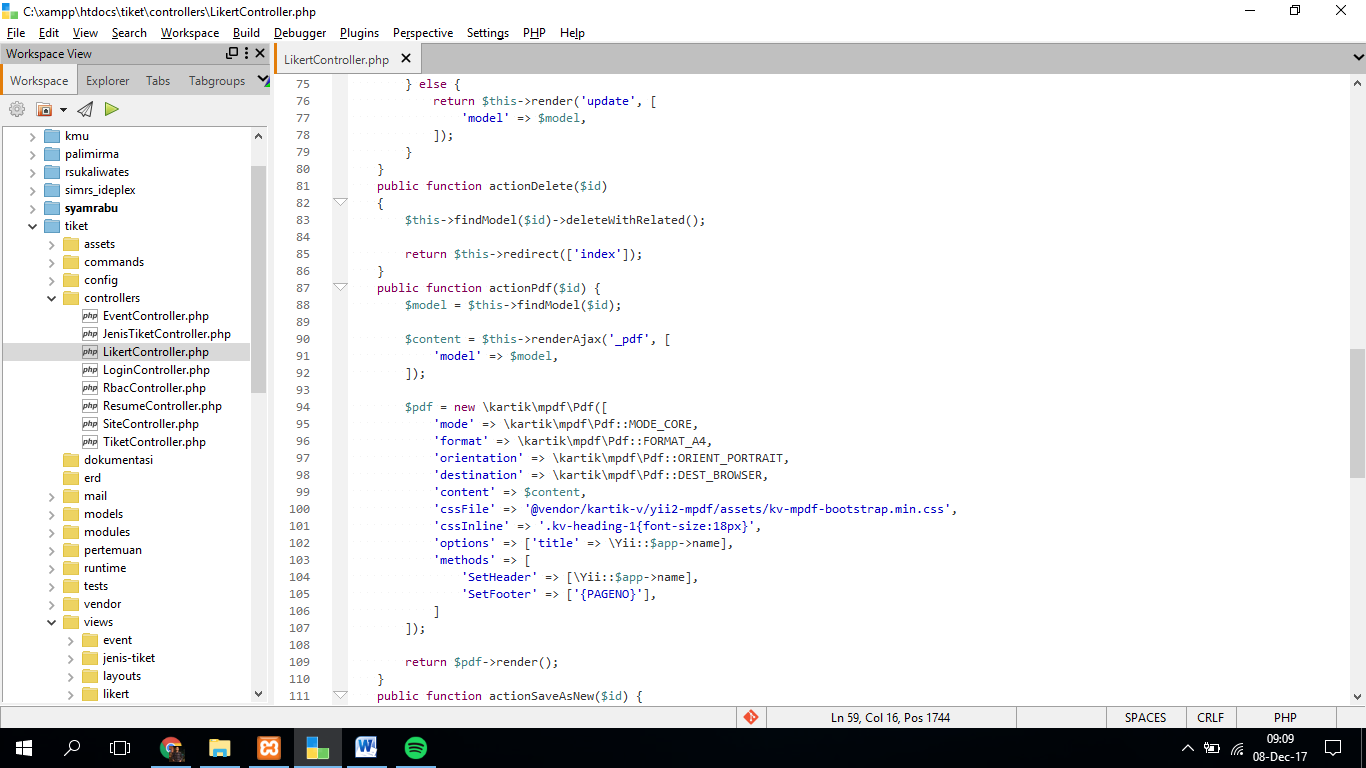 C:\xampp\htdocs\tiket\controllers\LikertController.php
File Edit View Search Workspace Build Debugger Plugins Perspective Settings PHP Help
Workspace View
Workspace Explorer Tabs Tabgroups
kmu
palimirma
rsukaliwates
simrs_ideplex
syamrabu
tiket
assets
commands
config
controllers
php EventController.php
php JenisTiketController.php
php LikertController.php
php LoginController.php
php RbacController.php
php ResumeController.php
php SiteController.php
php TiketController.php
dokumentasi
erd
mail
models
modules
pertemuan
runtime
tests
vendor
views
event
jenis-tiket
layouts
likert
LikertController.php
75 } else {
76 return $this->render('update', [
77 'model' => $model,
78 ]);
79 }
80 }
81 public function actionDelete($id)
82 {
83 $this->findModel($id)->deleteWithRelated();
84
85 return $this->redirect(['index']);
86 }
87 public function actionPdf($id) {
88 $model = $this->findModel($id);
89
90 $content = $this->renderAjax('_pdf', [
91 'model' => $model,
92 ]);
93
94 $pdf = new \kartik\mpdf\Pdf([
95 'mode' => \kartik\mpdf\Pdf::MODE_CORE,
96 'format' => \kartik\mpdf\Pdf::FORMAT_A4,
97 'orientation' => \kartik\mpdf\Pdf::ORIENT_PORTRAIT,
98 'destination' => \kartik\mpdf\Pdf::DEST_BROWSER,
99 'content' => $content,
100 'cssFile' => '@vendor/kartik-v/yii2-mpdf/assets/kv-mpdf-bootstrap.min.css',
101 'cssInline' => '.kv-heading-1{font-size:18px}',
102 'options' => ['title' => \Yii::$app->name],
103 'methods' => [
104 'SetHeader' => [\Yii::$app->name],
105 'SetFooter' => ['{PAGENO}'],
106 ]
107 ]);
108
109 return $pdf->render();
110 }
111 public function actionSaveAsNew($id) {
Ln 59, Col 16, Pos 1744 SPACES CRLF PHP
09:09
08-Dec-17